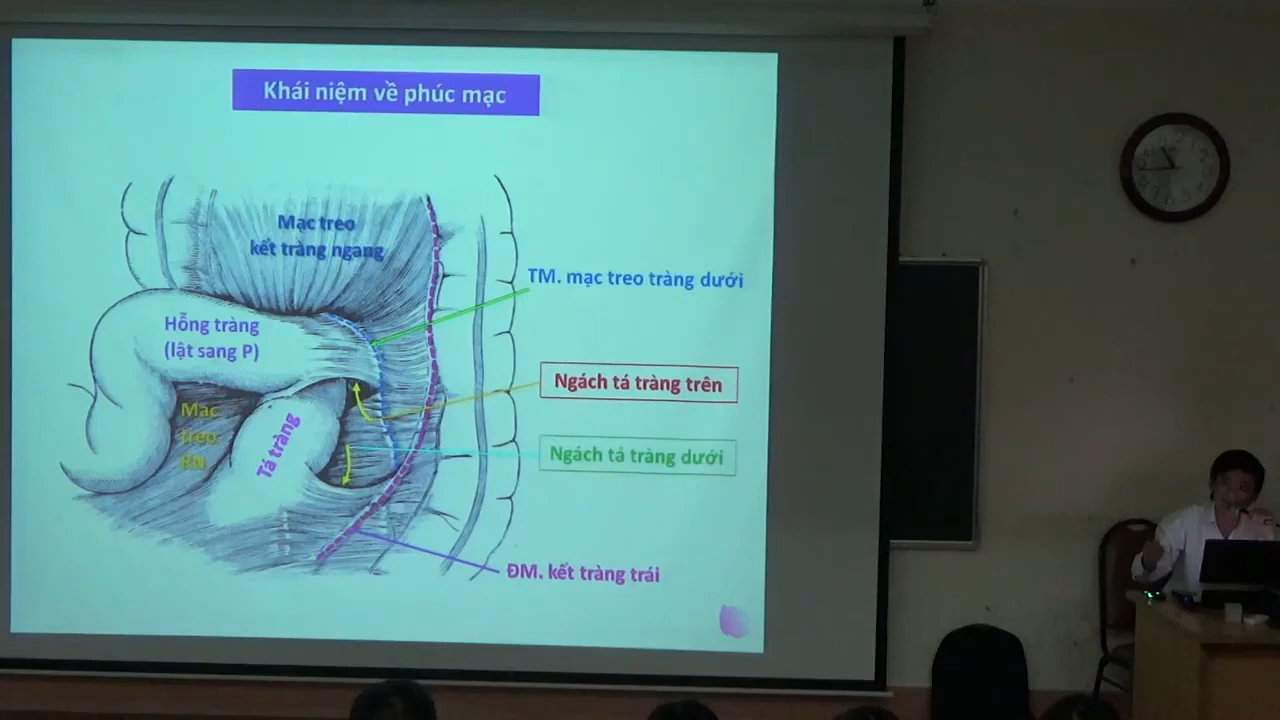 Khái niệm về phúc mạc
Mạc treo
kết tràng ngang
TM. mạc treo tràng dưới
Hỗng tràng
(lật sang P)
Ngách tá tràng trên
Mạc
treo
RN
Tá tràng
Ngách tá tràng dưới
ĐM. kết tràng trái